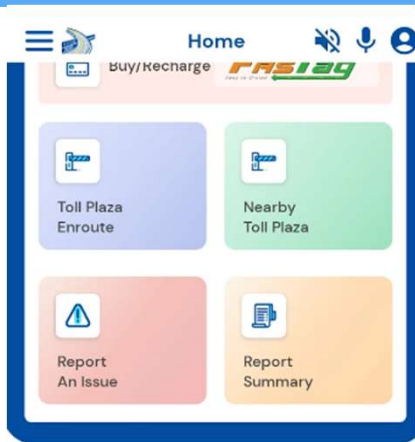 Home
Buy/Recharge
FASTag
Toll Plaza
Enroute
Nearby
Toll Plaza
Report
An Issue
Report
Summary